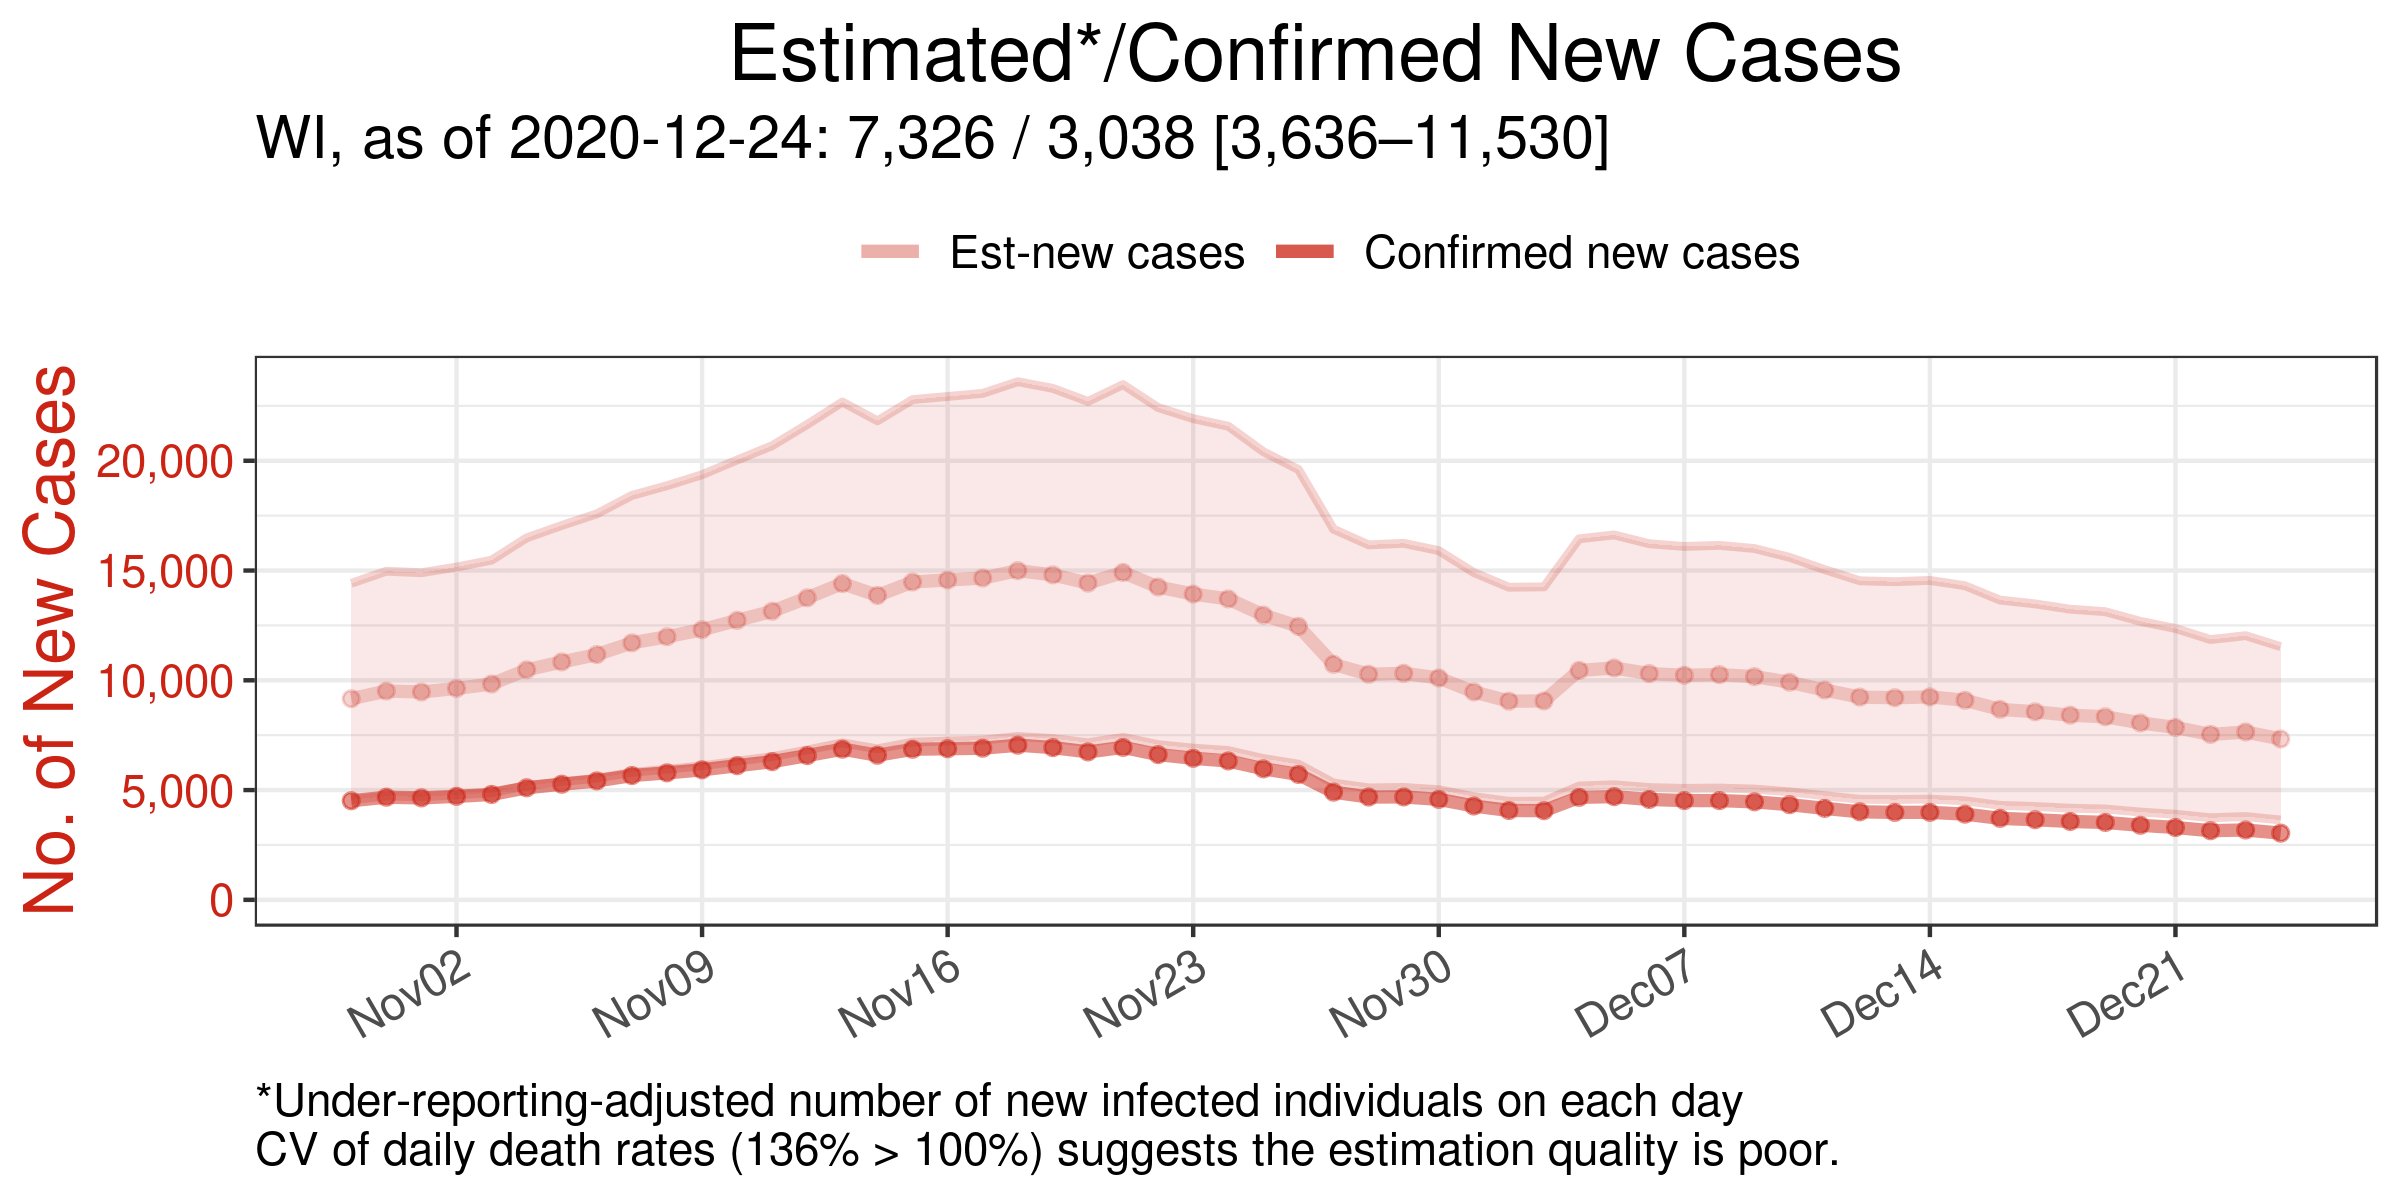 Estimated*/Confirmed New Cases
WI, as of 2020-12-24: 7,326 / 3,038 [3,636–11,530]
Est-new cases Confirmed new cases
No. of New Cases
20,000
15,000
10,000
5,000
0
Nov02 Nov09 Nov16 Nov23 Nov30 Dec07 Dec14 Dec21
*Under-reporting-adjusted number of new infected individuals on each day
CV of daily death rates (136% > 100%) suggests the estimation quality is poor.